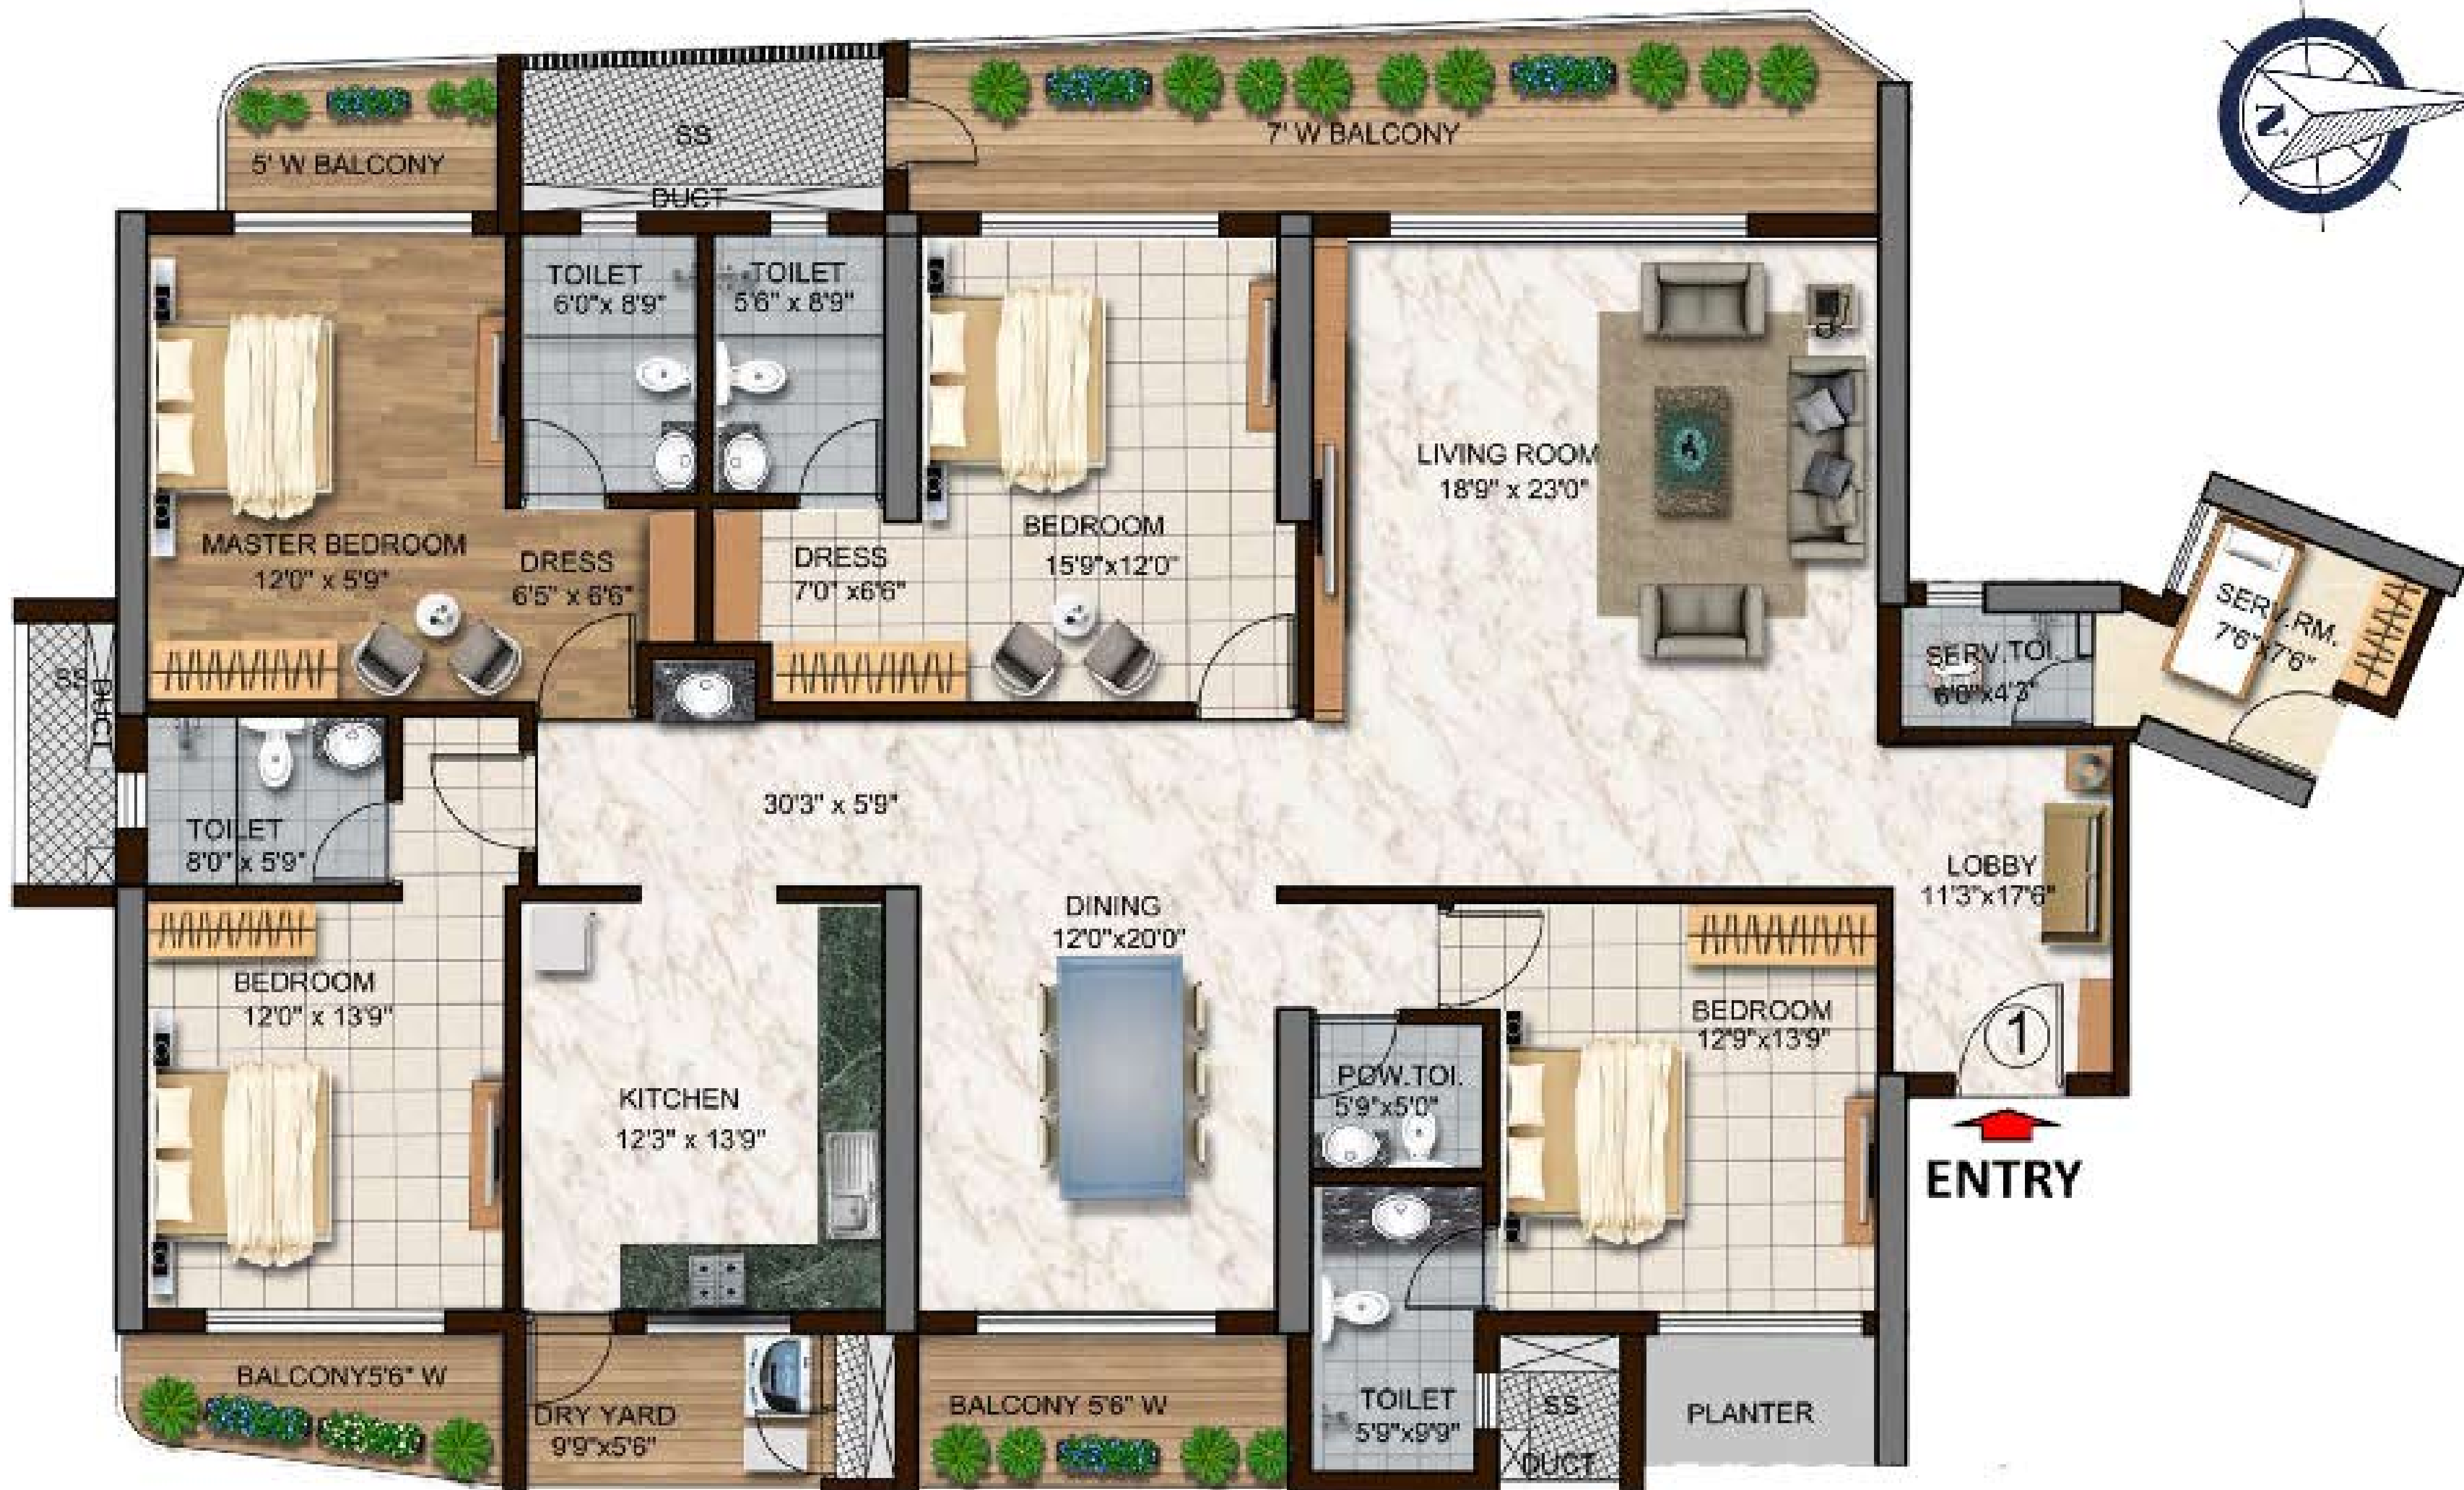 N
5' W BALCONY
SS
DUCT
7' W BALCONY
TOILET
6'0"x 8'9"
TOILET
5'6" x 8'9"
LIVING ROOM
18'9" x 23'0"
MASTER BEDROOM
12'0" x 5'9"
DRESS
6'5" x 6'6"
DRESS
7'0" x6'6"
BEDROOM
15'9"x12'0"
SERV.RM.
7'6"x7'6"
SERV.TOI.
6'0"x4'3"
SS
DUCT
TOILET
8'0" x 5'9"
30'3" x 5'9"
LOBBY
11'3"x17'6"
DINING
12'0"x20'0"
BEDROOM
12'0" x 13'9"
BEDROOM
12'9"x13'9"
1
KITCHEN
12'3" x 13'9"
POW.TOI.
5'9"x5'0"
ENTRY
BALCONY5'6" W
DRY YARD
9'9"x5'6"
BALCONY 5'6" W
TOILET
5'9"x9'9"
SS
DUCT
PLANTER